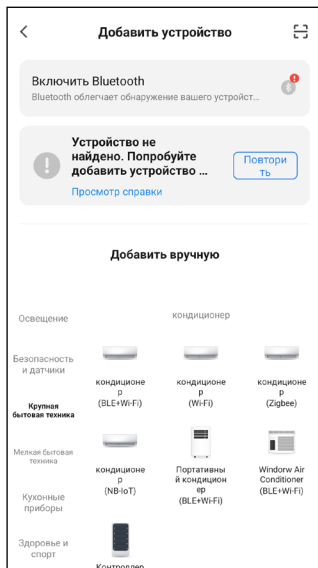 Добавить устройство
Включить Bluetooth
Bluetooth облегчает обнаружение вашего устройст...
Устройство не
найдено. Попробуйте
добавить устройство ...
Повтори
ть
Просмотр справки
Добавить вручную
Освещение
Безопасность
и датчики
Крупная
бытовая техника
Мелкая бытовая
техника
Кухонные
приборы
Здоровье и
спорт
кондиционер
кондиционе
р
(BLE+Wi-Fi)
кондиционе
р
(Wi-Fi)
кондиционе
р
(Zigbee)
кондиционе
р
(NB-IoT)
Портативны
й кондицион
ер
(BLE+Wi-Fi)
Windorw Air
Conditioner
(BLE+Wi-Fi)
Контроллер